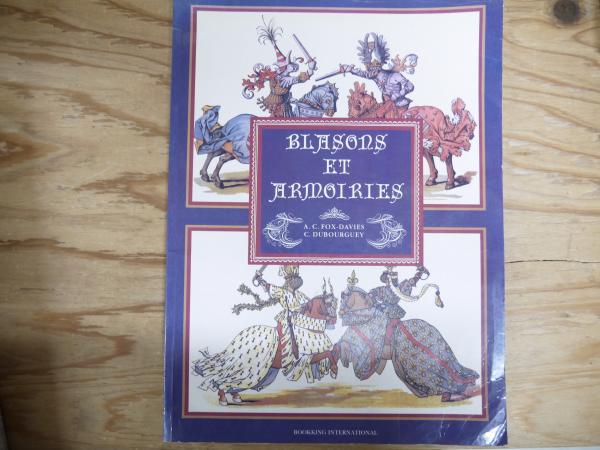 BLASONS
ET
ARMOIRIES
A. C. FOX-DAVIES
C. DUBOURGUEY
BOOKKING INTERNATIONAL